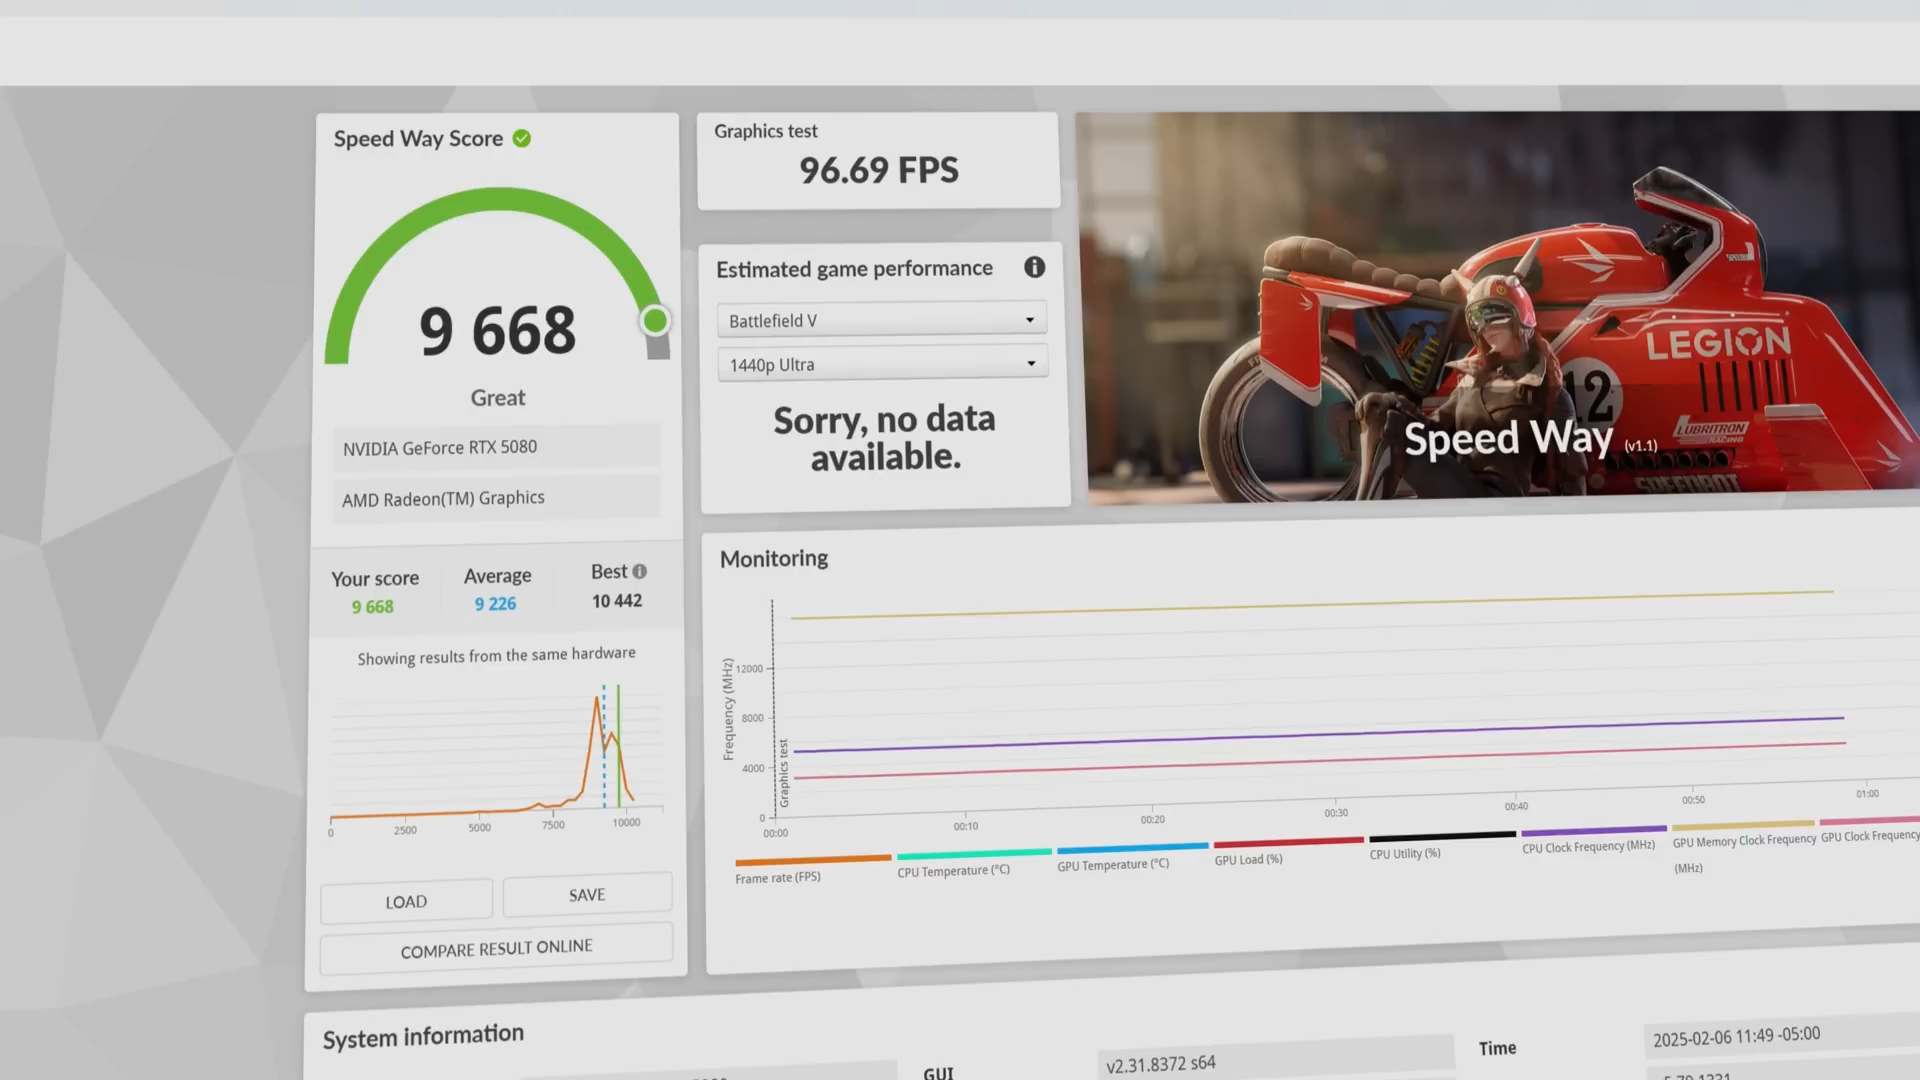 Speed Way Score
9 668
Great
NVIDIA GeForce RTX 5080
AMD Radeon(TM) Graphics
Your score
9 668
Average
9 226
Best
10 442
Showing results from the same hardware
0
2500
5000
7500
10000
LOAD
SAVE
COMPARE RESULT ONLINE
Graphics test
96.69 FPS
Estimated game performance
Battlefield V
1440p Ultra
Sorry, no data
available.
LEGION
12
LUBRITRON
RACING
SPEEDBOT
Speed Way (v1.1)
Monitoring
Frequency (MHz)
12000
8000
4000
0
Graphics test
00:00
00:10
00:20
00:30
00:40
00:50
01:00
Frame rate (FPS)
CPU Temperature (°C)
GPU Temperature (°C)
GPU Load (%)
CPU Utility (%)
CPU Clock Frequency (MHz)
GPU Memory Clock Frequency
(MHz)
GPU Clock Frequency
System information
GUI
v2.31.8372 s64
Time
2025-02-06 11:49 -05:00